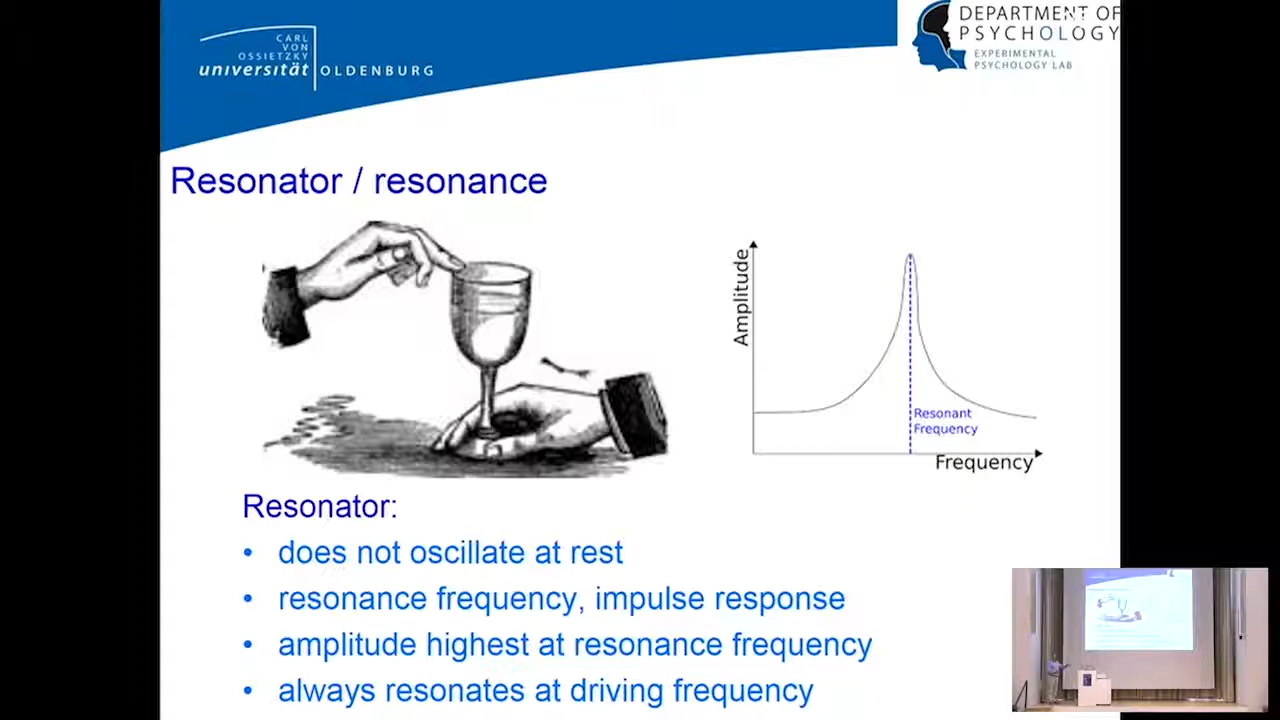 CARL
VON
OSSIETZKY
universität OLDENBURG
DEPARTMENT OF
PSYCHOLOGY
EXPERIMENTAL
PSYCHOLOGY LAB
Resonator / resonance
Amplitude
Resonant
Frequency
Frequency
Resonator:
• does not oscillate at rest
• resonance frequency, impulse response
• amplitude highest at resonance frequency
• always resonates at driving frequency